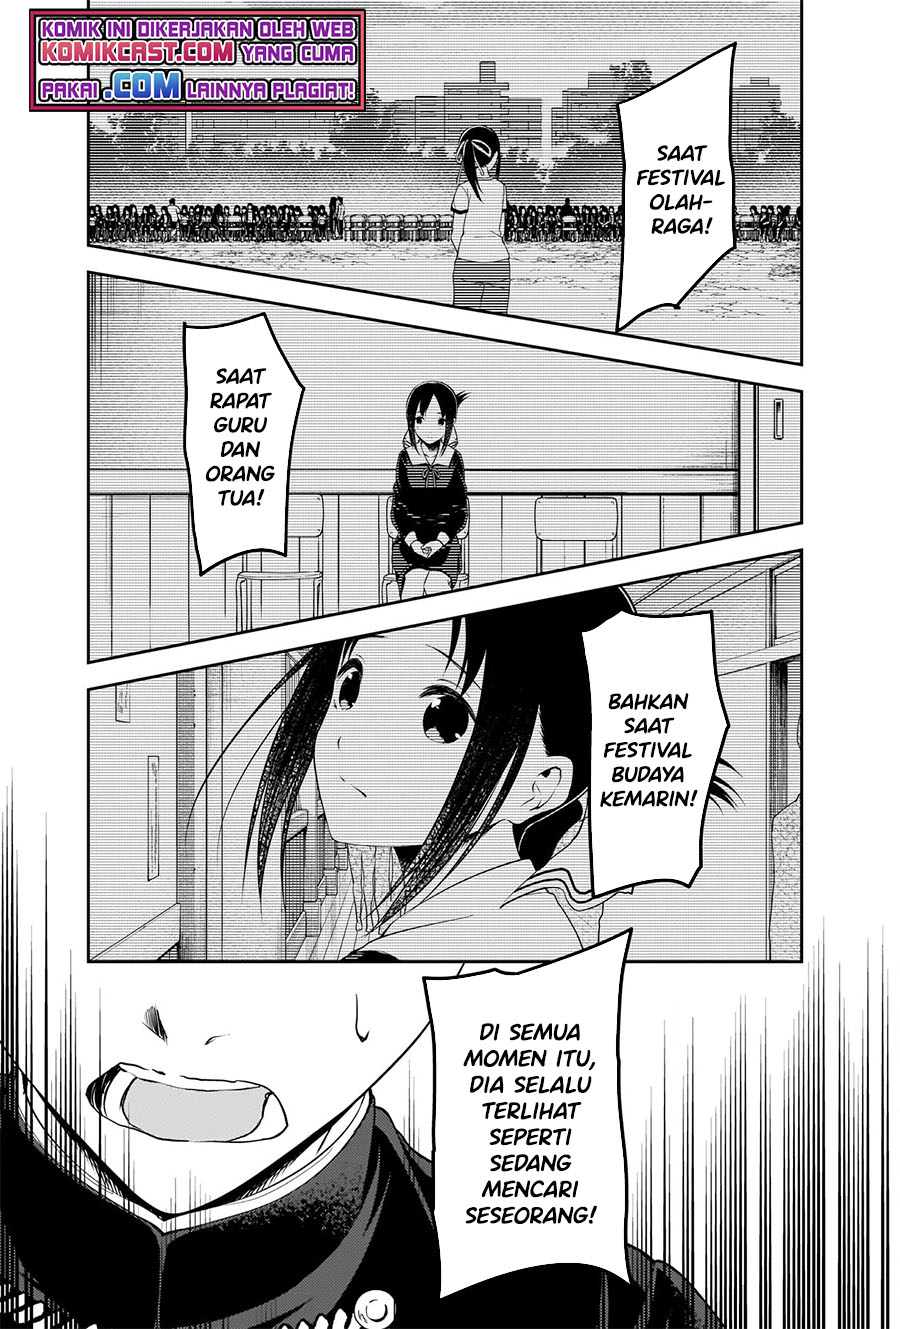 KOMIK INI DIKERJAKAN OLEH WEB
KOMIKCAST.COM YANG CUMA
PAKAI .COM LAINNYA PLAGIAT!
SAAT
FESTIVAL
OLAH-
RAGA!
SAAT
RAPAT
GURU
DAN
ORANG
TUA!
BAHKAN
SAAT
FESTIVAL
BUDAYA
KEMARIN!
DI SEMUA
MOMEN ITU,
DIA SELALU
TERLIHAT
SEPERTI
SEDANG
MENCARI
SESEORANG!